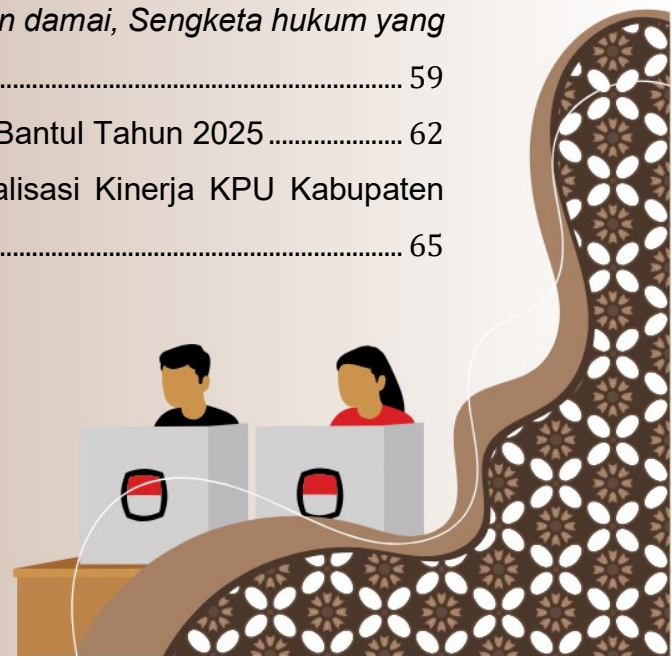 n damai, Sengketa hukum yang
........................................................................ 59
Bantul Tahun 2025...................... 62
alisasi Kinerja KPU Kabupaten
........................................................................ 65